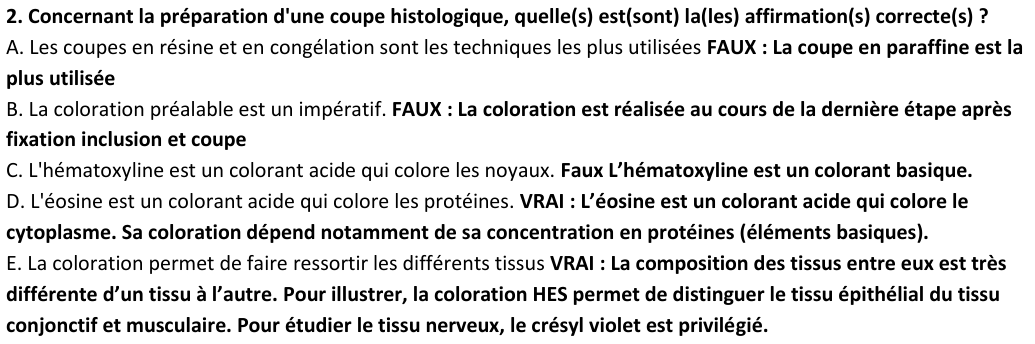 2. Concernant la préparation d'une coupe histologique, quelle(s) est(sont) la(les) affirmation(s) correcte(s) ?
A. Les coupes en résine et en congélation sont les techniques les plus utilisées FAUX : La coupe en paraffine est la
plus utilisée
B. La coloration préalable est un impératif. FAUX : La coloration est réalisée au cours de la dernière étape après
fixation inclusion et coupe
C. L'hématoxyline est un colorant acide qui colore les noyaux. Faux L’hématoxyline est un colorant basique.
D. L'éosine est un colorant acide qui colore les protéines. VRAI : L’éosine est un colorant acide qui colore le
cytoplasme. Sa coloration dépend notamment de sa concentration en protéines (éléments basiques).
E. La coloration permet de faire ressortir les différents tissus VRAI : La composition des tissus entre eux est très
différente d’un tissu à l’autre. Pour illustrer, la coloration HES permet de distinguer le tissu épithélial du tissu
conjonctif et musculaire. Pour étudier le tissu nerveux, le crésyl violet est privilégié.